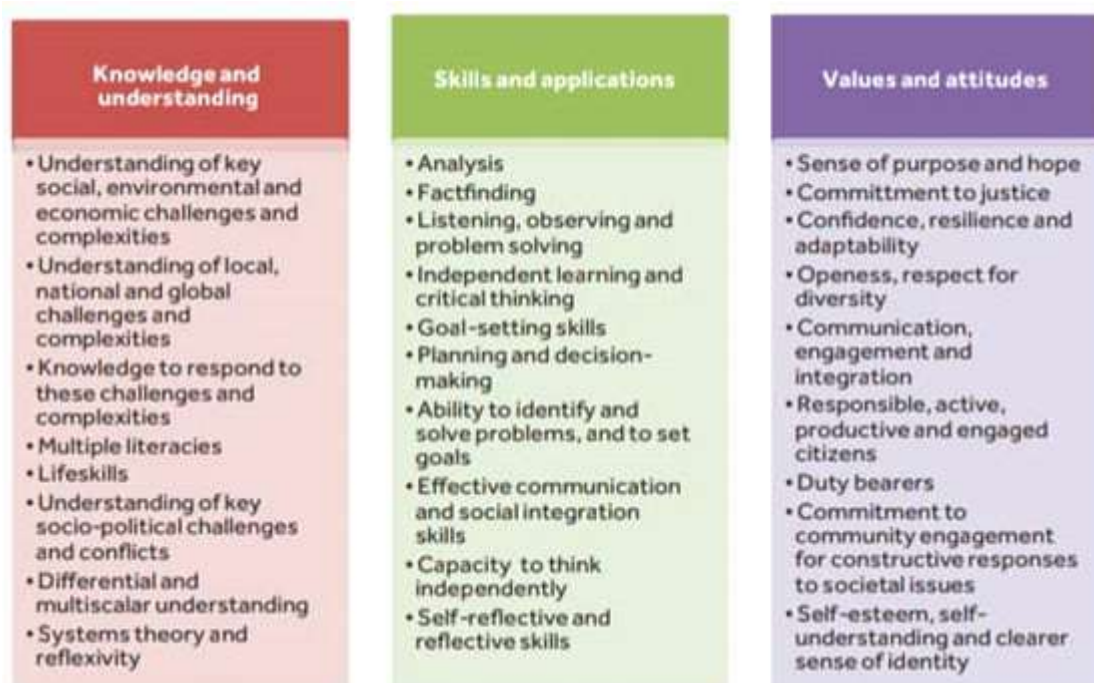 Knowledge and
understanding
• Understanding of key
social, environmental and
economic challenges and
complexities
• Understanding of local,
national and global
challenges and
complexities
• Knowledge to respond to
these challenges and
complexities
• Multiple literacies
• Lifeskills
• Understanding of key
socio-political challenges
and conflicts
• Differential and
multiscalar understanding
• Systems theory and
reflexivity
Skills and applications
• Analysis
• Factfinding
• Listening, observing and
problem solving
• Independent learning and
critical thinking
• Goal-setting skills
• Planning and decision-
making
• Ability to identify and
solve problems, and to set
goals
• Effective communication
and social integration
skills
• Capacity to think
independently
• Self-reflective and
reflective skills
Values and attitudes
• Sense of purpose and hope
• Committment to justice
• Confidence, resilience and
adaptability
• Openess, respect for
diversity
• Communication,
engagement and
integration
• Responsible, active,
productive and engaged
citizens
• Duty bearers
• Commitment to
community engagement
for constructive responses
to societal issues
• Self-esteem, self-
understanding and clearer
sense of identity